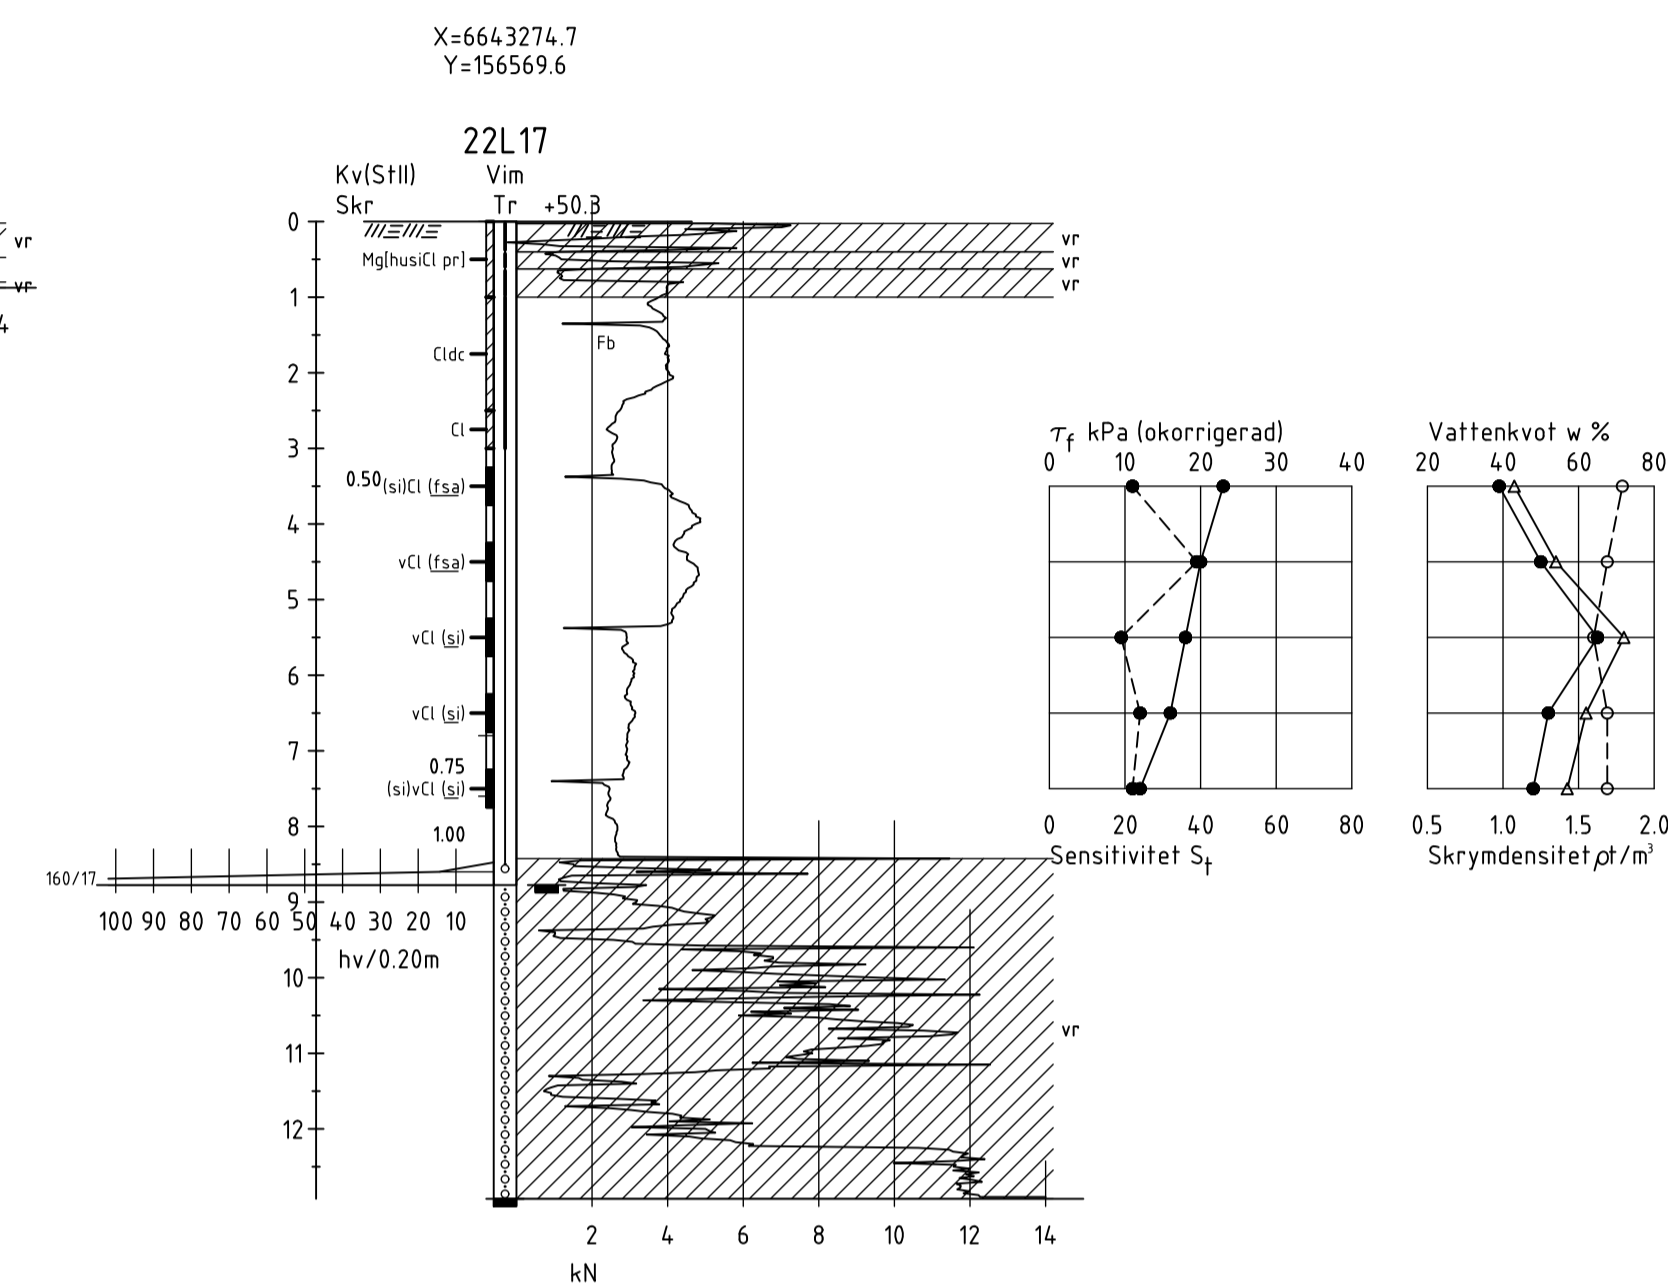 X=6643274.7
Y=156569.6
22L17
Kv(StII) Vim
Skr Tr +50.3
0
vr vr
Mg[husiCl pr] vr
vr vr
1
4
Fb
Cldc
2
Cl
3
τf kPa (okorrigerad) Vattenkvot w %
0 10 20 30 40 20 40 60 80
0.50 (si)Cl (fsa)
4
vCl (fsa)
5
vCl (si)
6
vCl (si)
7
0.75
(si)vCl (si)
8 1.00
0 20 40 60 80 0.5 1.0 1.5 2.0
Sensitivitet St Skrymdensitet ρt/m³
160/17
9
100 90 80 70 60 50 40 30 20 10
hv/0.20m
10
11 vr
12
2 4 6 8 10 12 14
kN